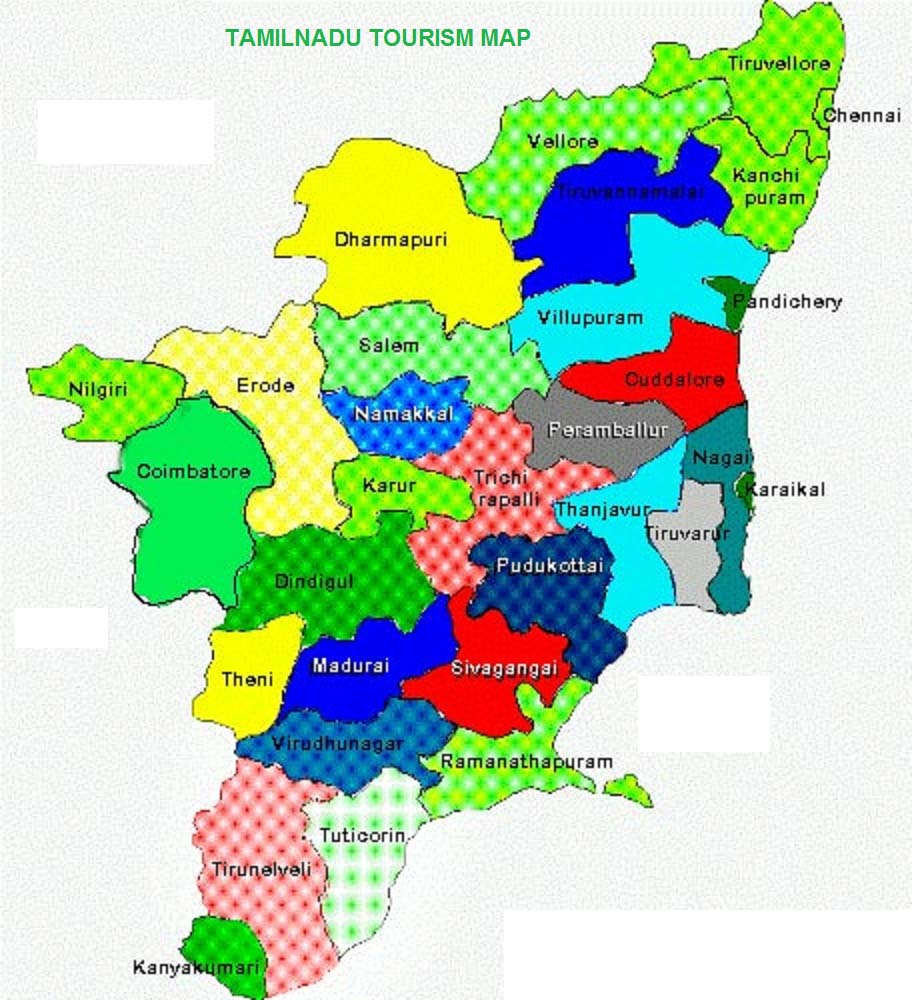 TAMILNADU TOURISM MAP
Tiruvellore
Chennai
Vellore
Kanchi
puram
Tiruvannamalai
Dharmapuri
Pandichery
Villupuram
Salem
Cuddalore
Nilgiri
Erode
Namakkal
Peramballur
Nagai
Coimbatore
Karur
Trichi
rapalli
Karaikal
Thanjavur
Tiruvarur
Pudukottai
Dindigul
Madurai
Sivagangai
Theni
Virudhunagar
Ramanathapuram
Tuticorin
Tirunelveli
Kanyakumari